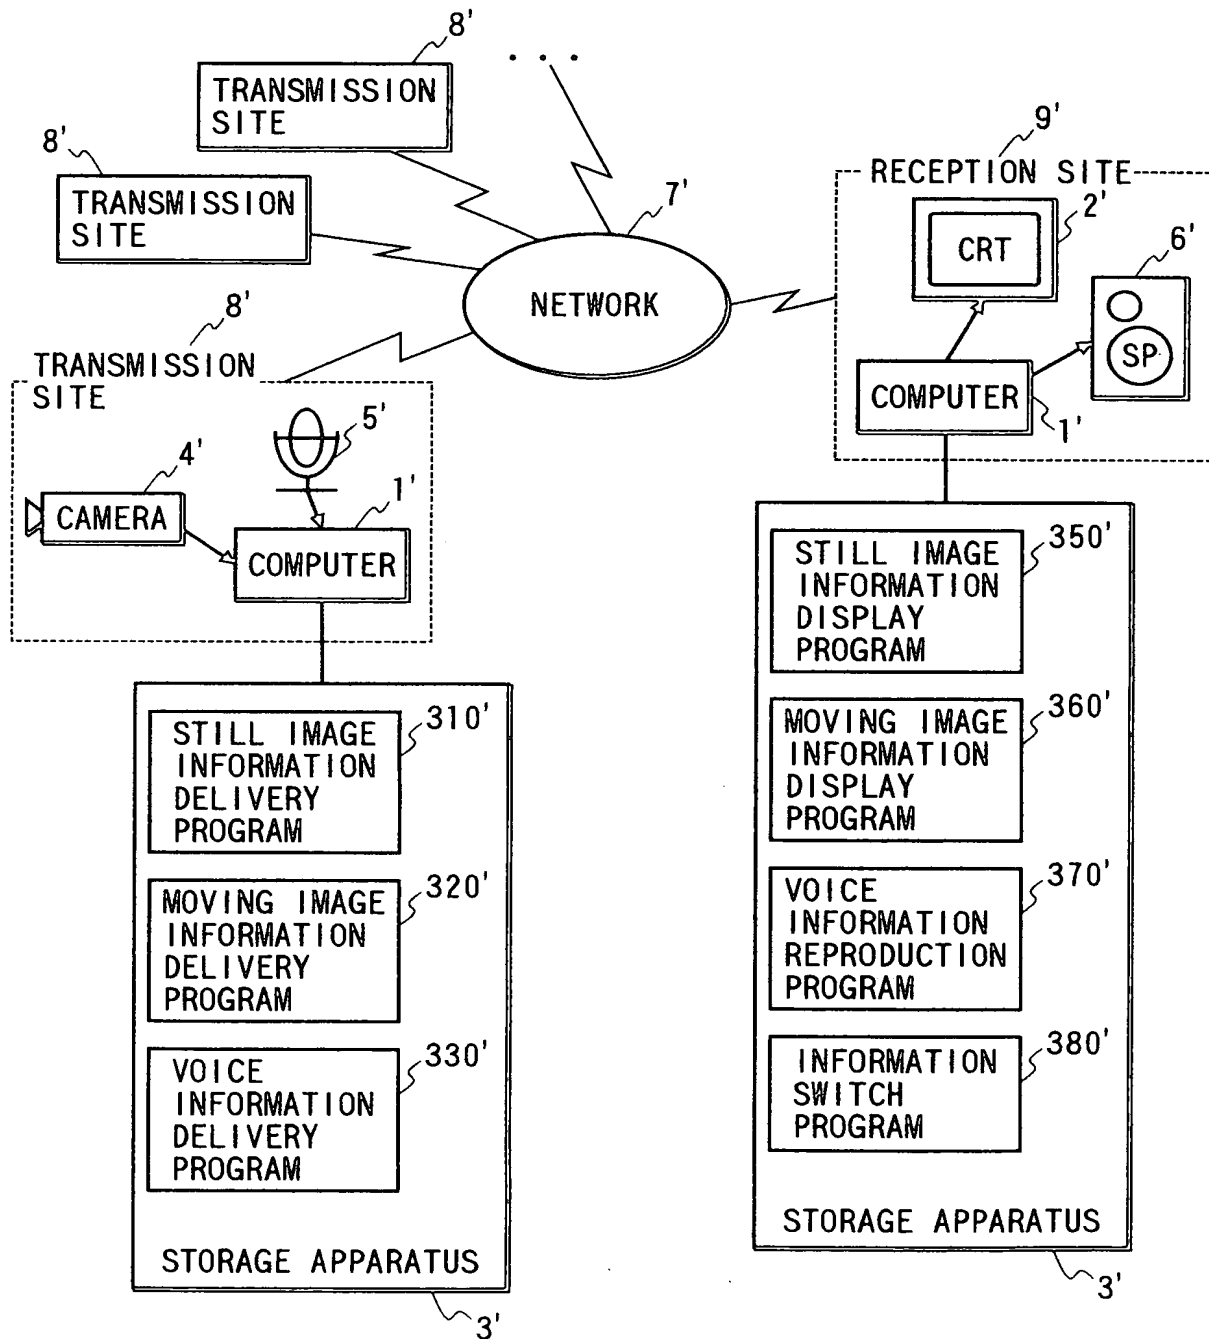 8'
. . .
TRANSMISSION
SITE
8'
TRANSMISSION
SITE
7'
NETWORK
9'
RECEPTION SITE
2'
CRT
6'
SP
COMPUTER
1'
8'
TRANSMISSION
SITE
5'
4'
CAMERA
1'
COMPUTER
310'
STILL IMAGE
INFORMATION
DELIVERY
PROGRAM
320'
MOVING IMAGE
INFORMATION
DELIVERY
PROGRAM
330'
VOICE
INFORMATION
DELIVERY
PROGRAM
STORAGE APPARATUS
3'
350'
STILL IMAGE
INFORMATION
DISPLAY
PROGRAM
360'
MOVING IMAGE
INFORMATION
DISPLAY
PROGRAM
370'
VOICE
INFORMATION
REPRODUCTION
PROGRAM
380'
INFORMATION
SWITCH
PROGRAM
STORAGE APPARATUS
3'